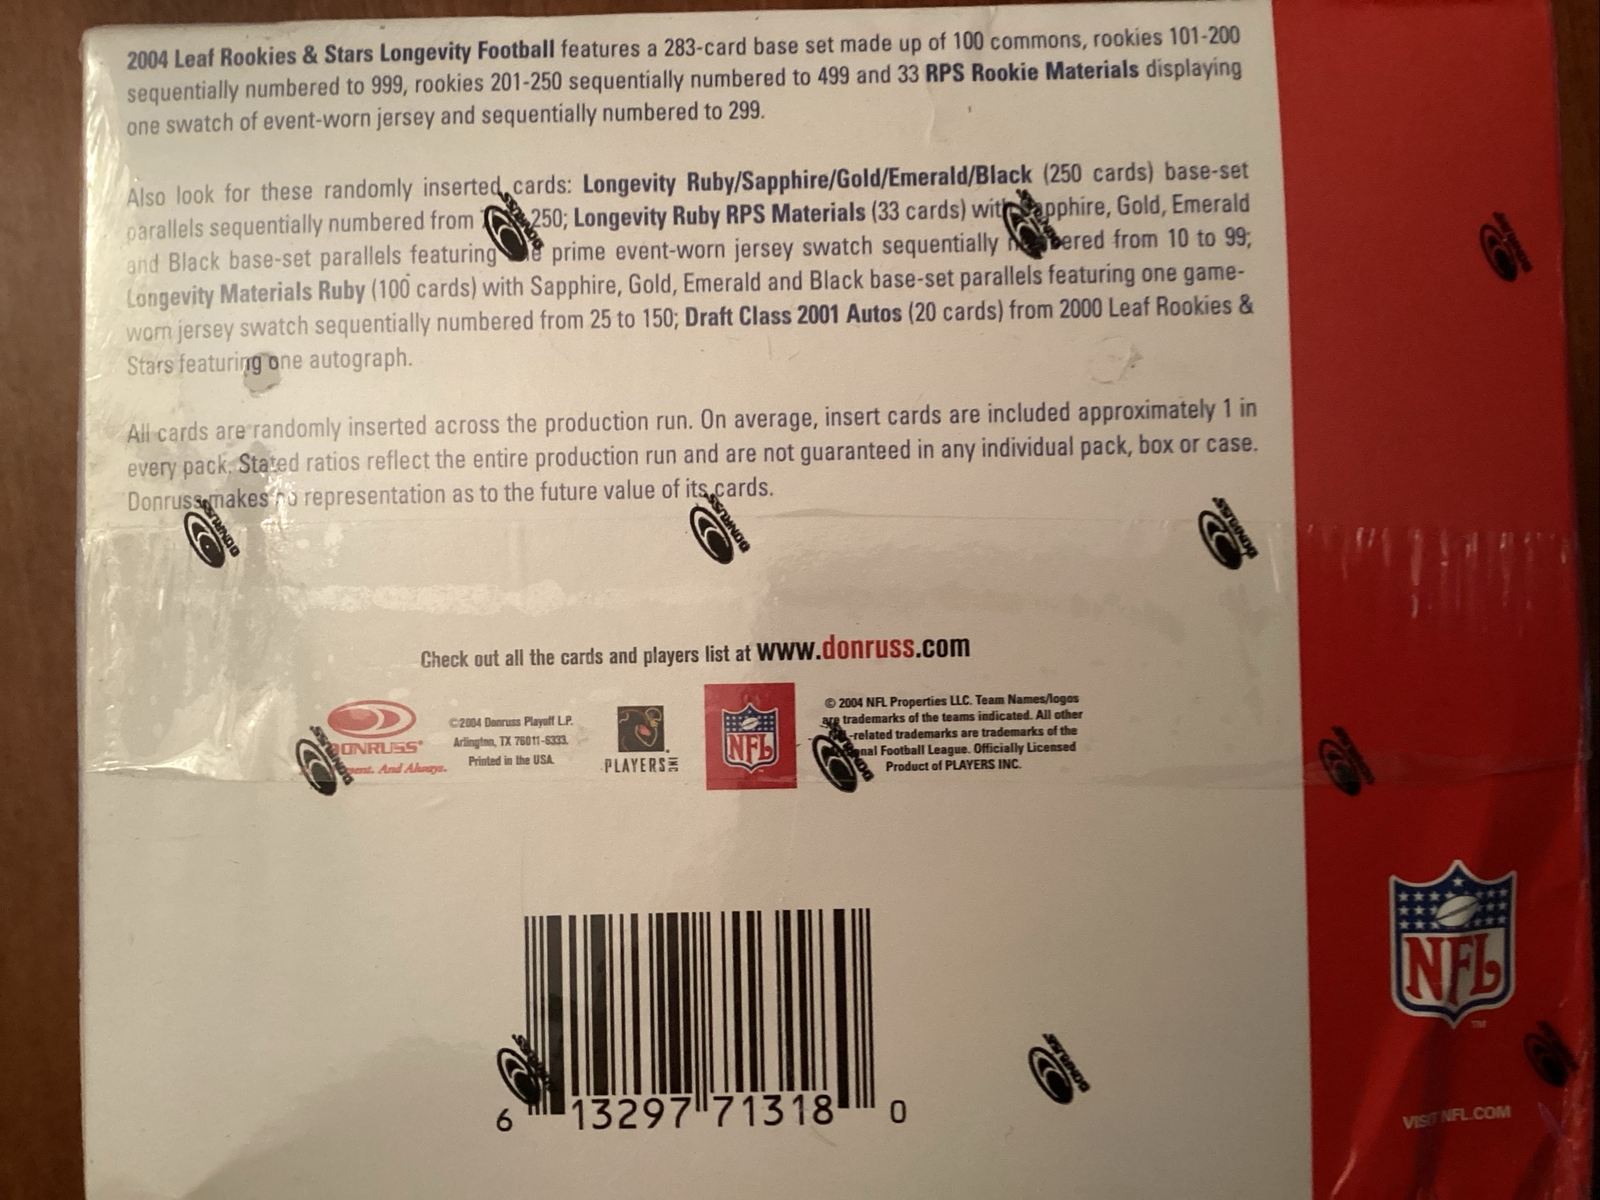 2004 Leaf Rookies & Stars Longevity Football features a 283-card base set made up of 100 commons, rookies 101-200
sequentially numbered to 999, rookies 201-250 sequentially numbered to 499 and 33 RPS Rookie Materials displaying
one swatch of event-worn jersey and sequentially numbered to 299.
Also look for these randomly inserted cards: Longevity Ruby/Sapphire/Gold/Emerald/Black (250 cards) base-set
parallels sequentially numbered from 250; Longevity Ruby RPS Materials (33 cards) with Sapphire, Gold, Emerald
and Black base-set parallels featuring prime event-worn jersey swatch sequentially numbered from 10 to 99;
Longevity Materials Ruby (100 cards) with Sapphire, Gold, Emerald and Black base-set parallels featuring one game-
worn jersey swatch sequentially numbered from 25 to 150; Draft Class 2001 Autos (20 cards) from 2000 Leaf Rookies &
Stars featuring one autograph.
All cards are randomly inserted across the production run. On average, insert cards are included approximately 1 in
every pack. Stated ratios reflect the entire production run and are not guaranteed in any individual pack, box or case.
Donruss makes no representation as to the future value of its cards.
DONRUSS
DONRUSS
DONRUSS
Check out all the cards and players list at www.donruss.com
DONRUSS
And Always.
©2004 Donruss Playoff L.P.
Arlington, TX 76011-6333.
Printed in the USA.
PLAYERS INC
NFL
© 2004 NFL Properties LLC. Team Names/logos
are trademarks of the teams indicated. All other
-related trademarks are trademarks of the
National Football League. Officially Licensed
Product of PLAYERS INC.
NFL
TM
VISIT NFL.COM
DONRUSS
6 13297 71318 0